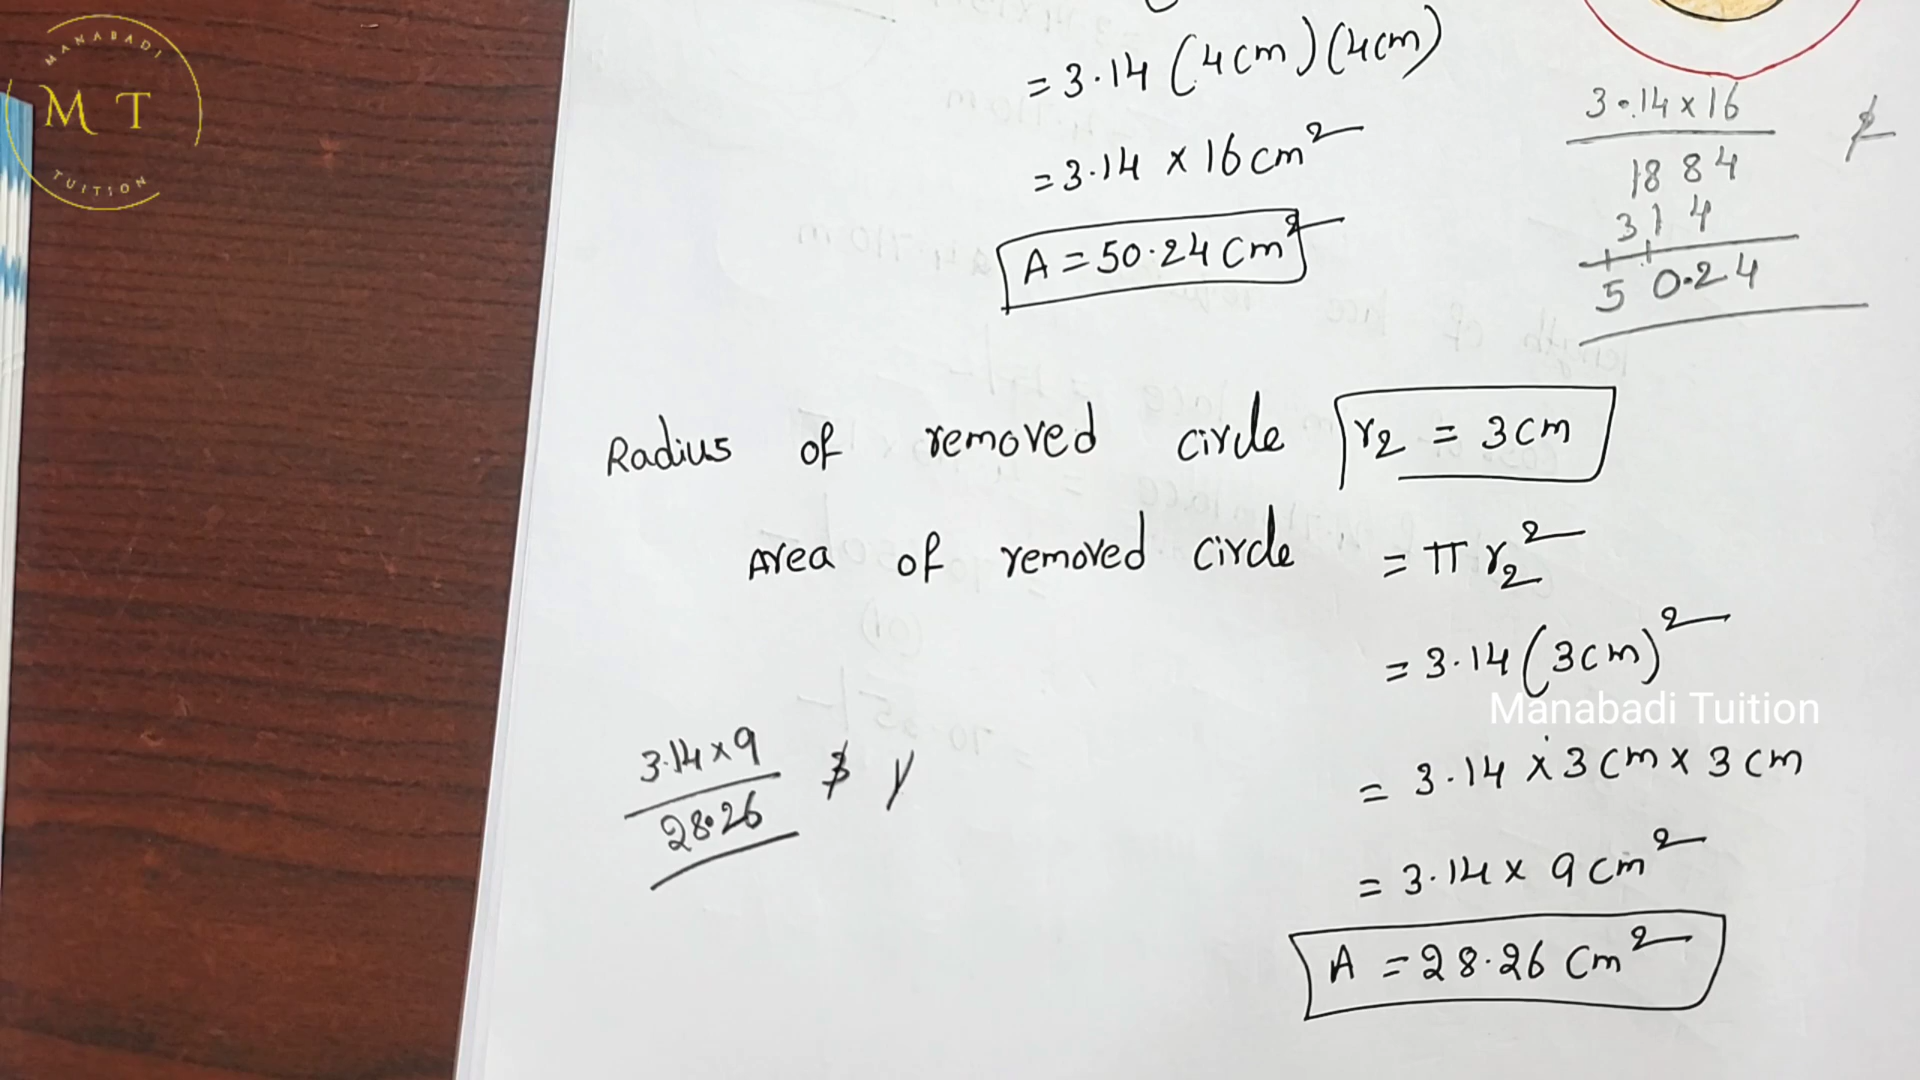 MANABADI
MT
TUITION
= 3.14 (4cm) (4cm)
= 3.14 × 16 cm²
A = 50.24 cm²
3.14 × 16
1884
314
50.24
Radius of removed circle r₂ = 3cm
Area of removed circle = π r₂²
= 3.14 (3cm)²
Manabadi Tuition
= 3.14 × 3 cm × 3 cm
3.14 × 9
28.26
= 3.14 × 9 cm²
A = 28.26 cm²